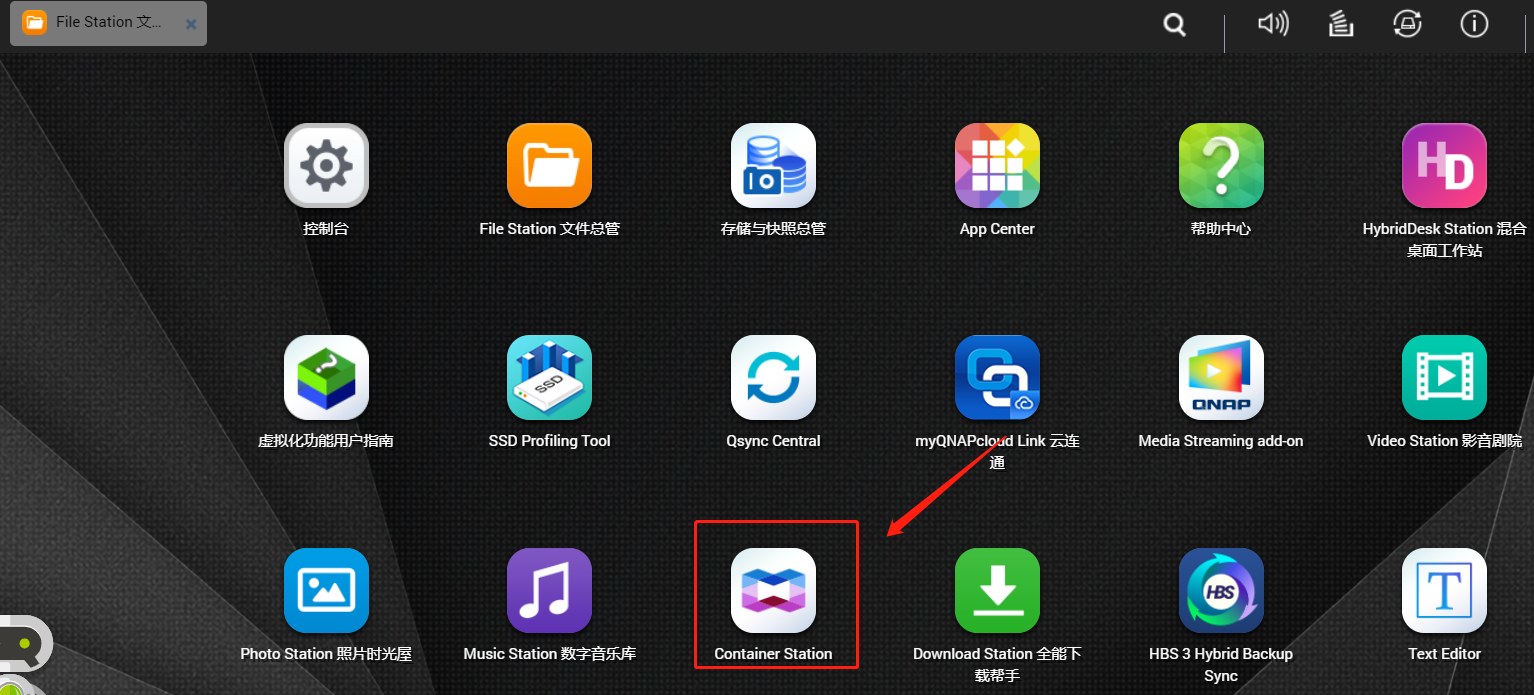 File Station 文...
控制台
File Station 文件总管
存储与快照总管
App Center
帮助中心
HybridDesk Station 混合
桌面工作站
HD
虚拟化功能用户指南
SSD
SSD Profiling Tool
Qsync Central
myQNAPcloud Link 云连
通
QNAP
Media Streaming add-on
Video Station 影音剧院
Photo Station 照片时光屋
Music Station 数字音乐库
Container Station
Download Station 全能下
载帮手
HBS
HBS 3 Hybrid Backup
Sync
T
Text Editor